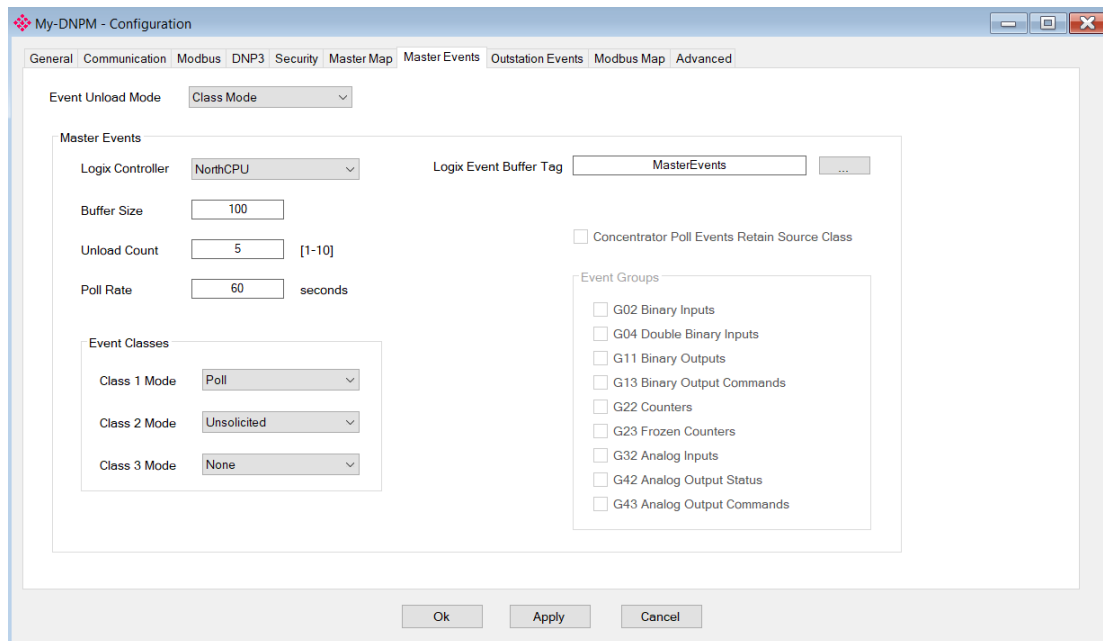 My-DNPM - Configuration
General Communication Modbus DNP3 Security Master Map Master Events Outstation Events Modbus Map Advanced
Event Unload Mode Class Mode
Master Events
Logix Controller NorthCPU Logix Event Buffer Tag MasterEvents ...
Buffer Size 100
Concentrator Poll Events Retain Source Class
Unload Count 5 [1-10]
Event Groups
Poll Rate 60 seconds
G02 Binary Inputs
G04 Double Binary Inputs
Event Classes
G11 Binary Outputs
Class 1 Mode Poll
G13 Binary Output Commands
G22 Counters
Class 2 Mode Unsolicited
G23 Frozen Counters
G32 Analog Inputs
Class 3 Mode None
G42 Analog Output Status
G43 Analog Output Commands
Ok Apply Cancel